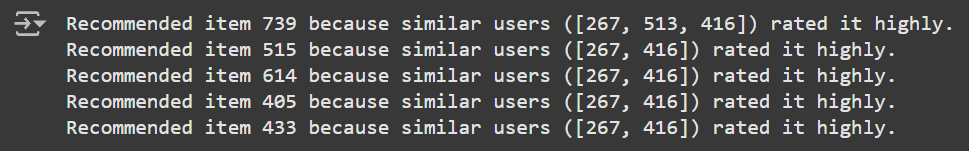 Recommended item 739 because similar users ([267, 513, 416]) rated it highly.
Recommended item 515 because similar users ([267, 416]) rated it highly.
Recommended item 614 because similar users ([267, 416]) rated it highly.
Recommended item 405 because similar users ([267, 416]) rated it highly.
Recommended item 433 because similar users ([267, 416]) rated it highly.